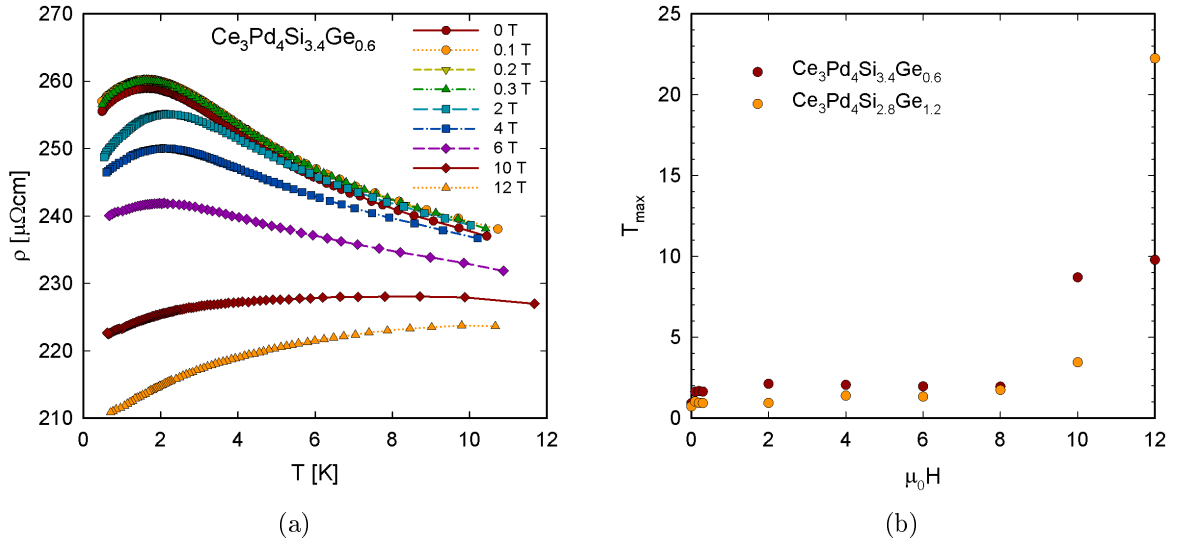 Ce3Pd4Si3.4Ge0.6
0 T
0.1 T
0.2 T
0.3 T
2 T
4 T
6 T
10 T
12 T
270
260
250
240
230
220
210
ρ [μΩcm]
0 2 4 6 8 10 12
T [K]
(a)
Ce3Pd4Si3.4Ge0.6
Ce3Pd4Si2.8Ge1.2
25
20
15
10
5
0
Tmax
0 2 4 6 8 10 12
μ0H
(b)